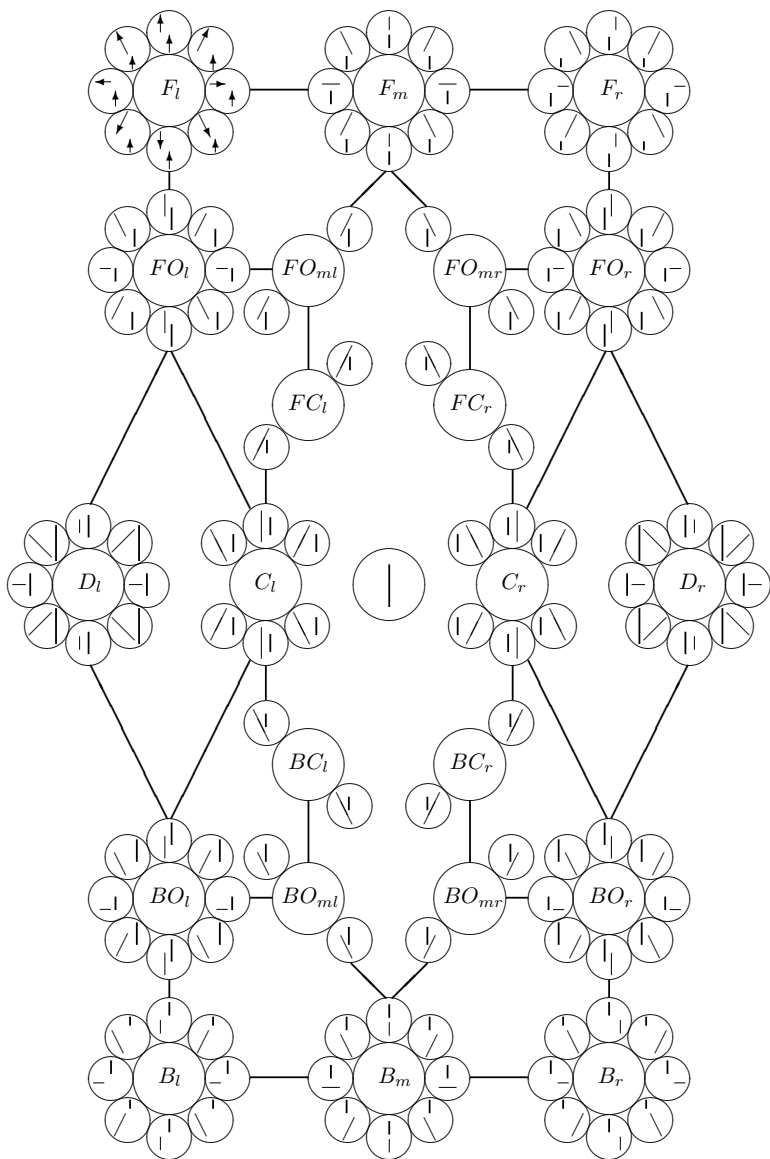 F_l F_m F_r
FO_l FO_ml FO_mr FO_r
FC_l FC_r
D_l C_l C_r D_r
BC_l BC_r
BO_l BO_ml BO_mr BO_r
B_l B_m B_r